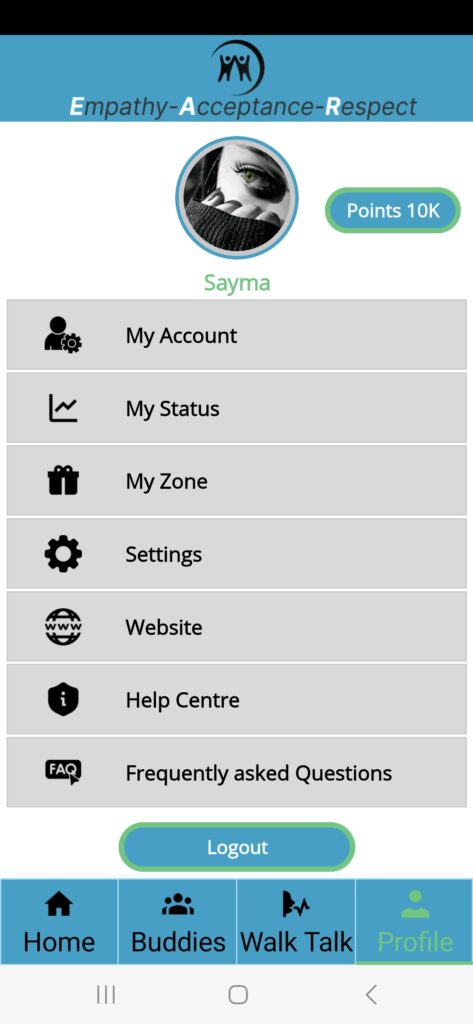 Empathy-Acceptance-Respect
Points 10K
Sayma
My Account
My Status
My Zone
Settings
WWW
Website
Help Centre
FAQ
Frequently asked Questions
Logout
Home
Buddies
Walk Talk
Profile